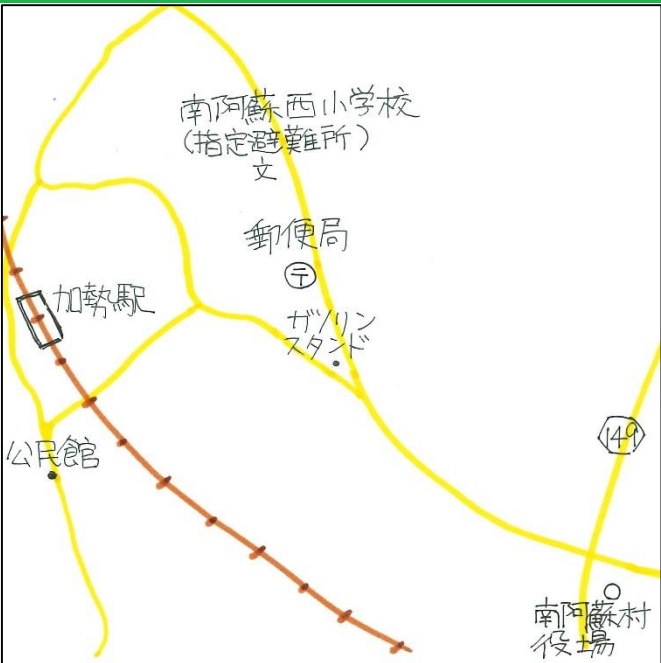 南阿蘇西小学校
(指定避難所)
文
郵便局
〒
加勢駅
ガソリン
スタンド
149
公民館
南阿蘇村
役場